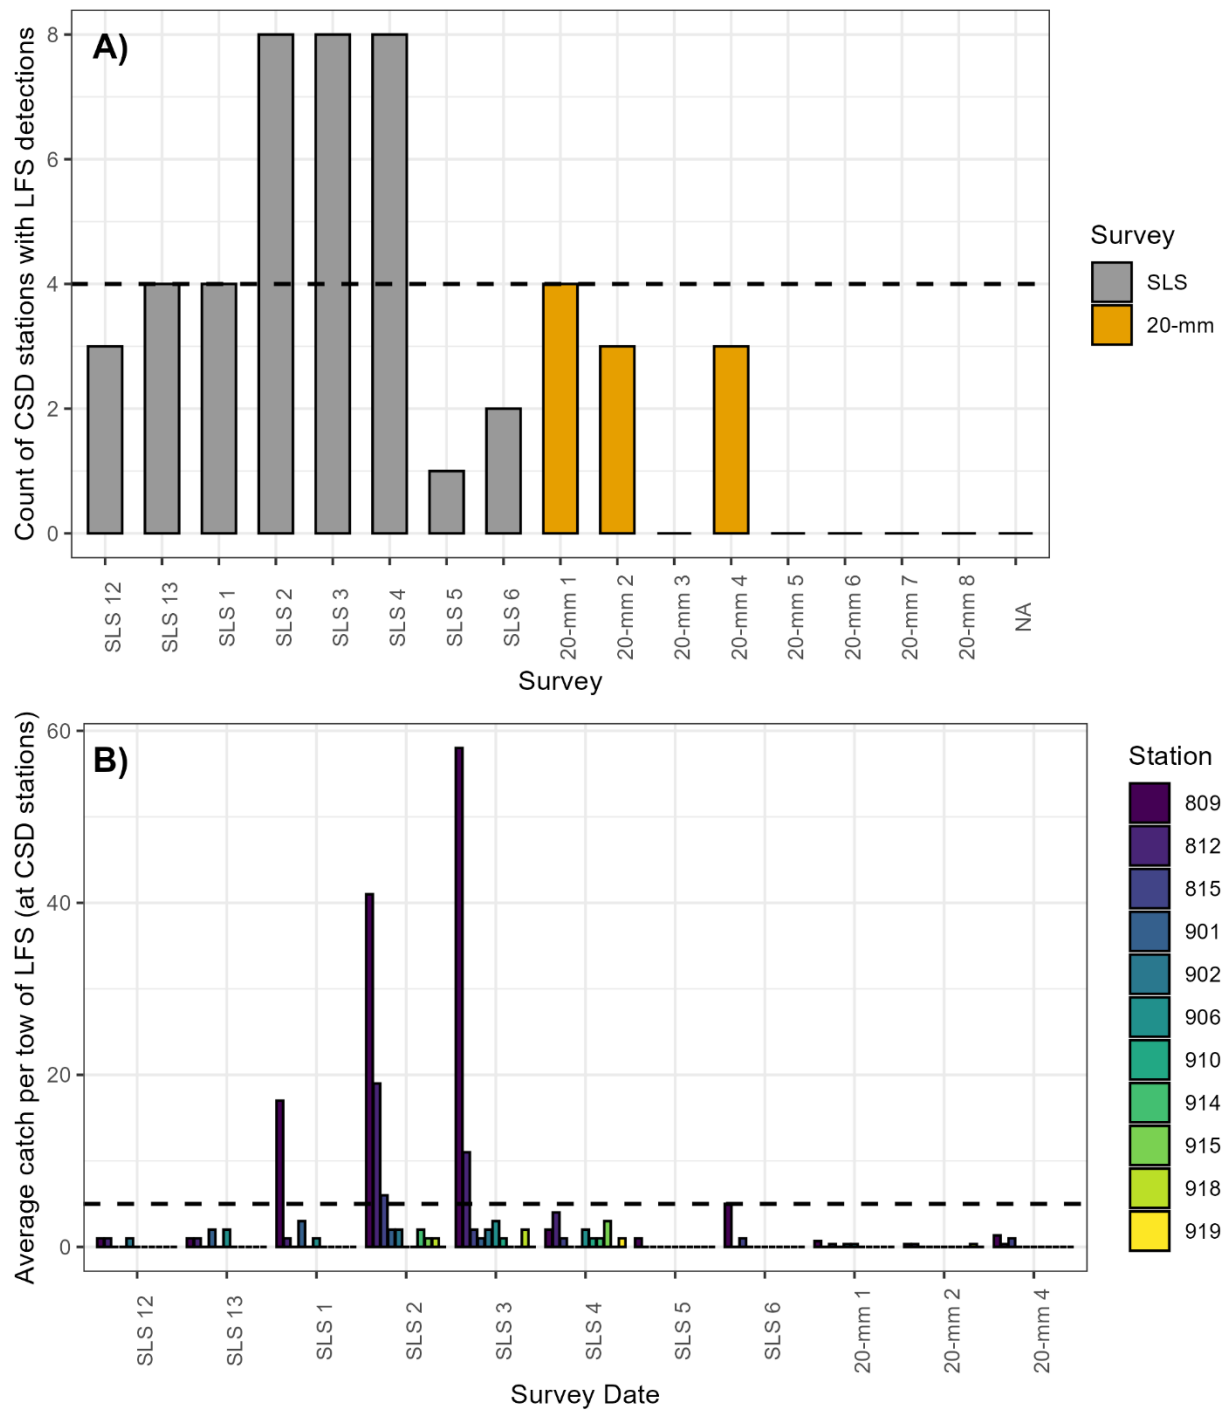 A)
Count of CSD stations with LFS detections
8
6
4
2
0
SLS 12
SLS 13
SLS 1
SLS 2
SLS 3
SLS 4
SLS 5
SLS 6
20-mm 1
20-mm 2
20-mm 3
20-mm 4
20-mm 5
20-mm 6
20-mm 7
20-mm 8
NA
Survey
Survey
SLS
20-mm
B)
Average catch per tow of LFS (at CSD stations)
60
40
20
0
SLS 12
SLS 13
SLS 1
SLS 2
SLS 3
SLS 4
SLS 5
SLS 6
20-mm 1
20-mm 2
20-mm 4
Survey Date
Station
809
812
815
901
902
906
910
914
915
918
919